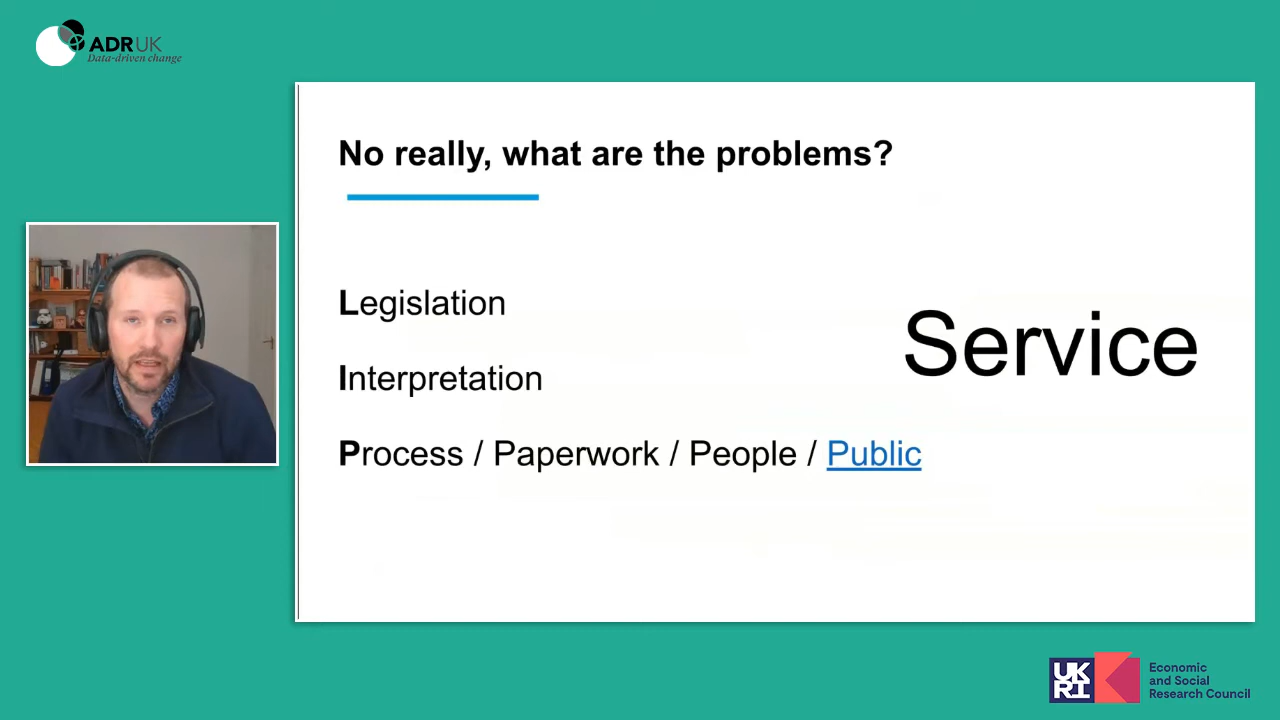 ADR UK
Data-driven change
No really, what are the problems?
Legislation
Interpretation
Process / Paperwork / People / Public
Service
UKRI
Economic
and Social
Research Council